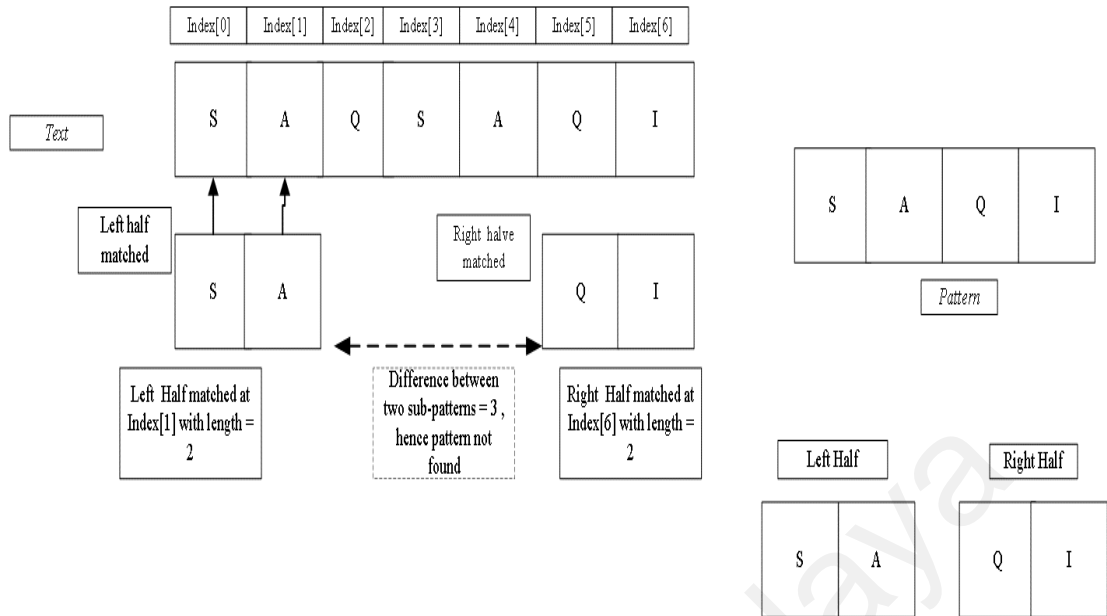 Index[0] Index[1] Index[2] Index[3] Index[4] Index[5] Index[6]
Text
S A Q S A Q I
Left half
matched
Right halve
matched
S A
Q I
Left Half matched at
Index[1] with length =
2
Difference between
two sub-patterns = 3 ,
hence pattern not
found
Right Half matched at
Index[6] with length =
2
S A Q I
Pattern
Left Half
Right Half
S A
Q I